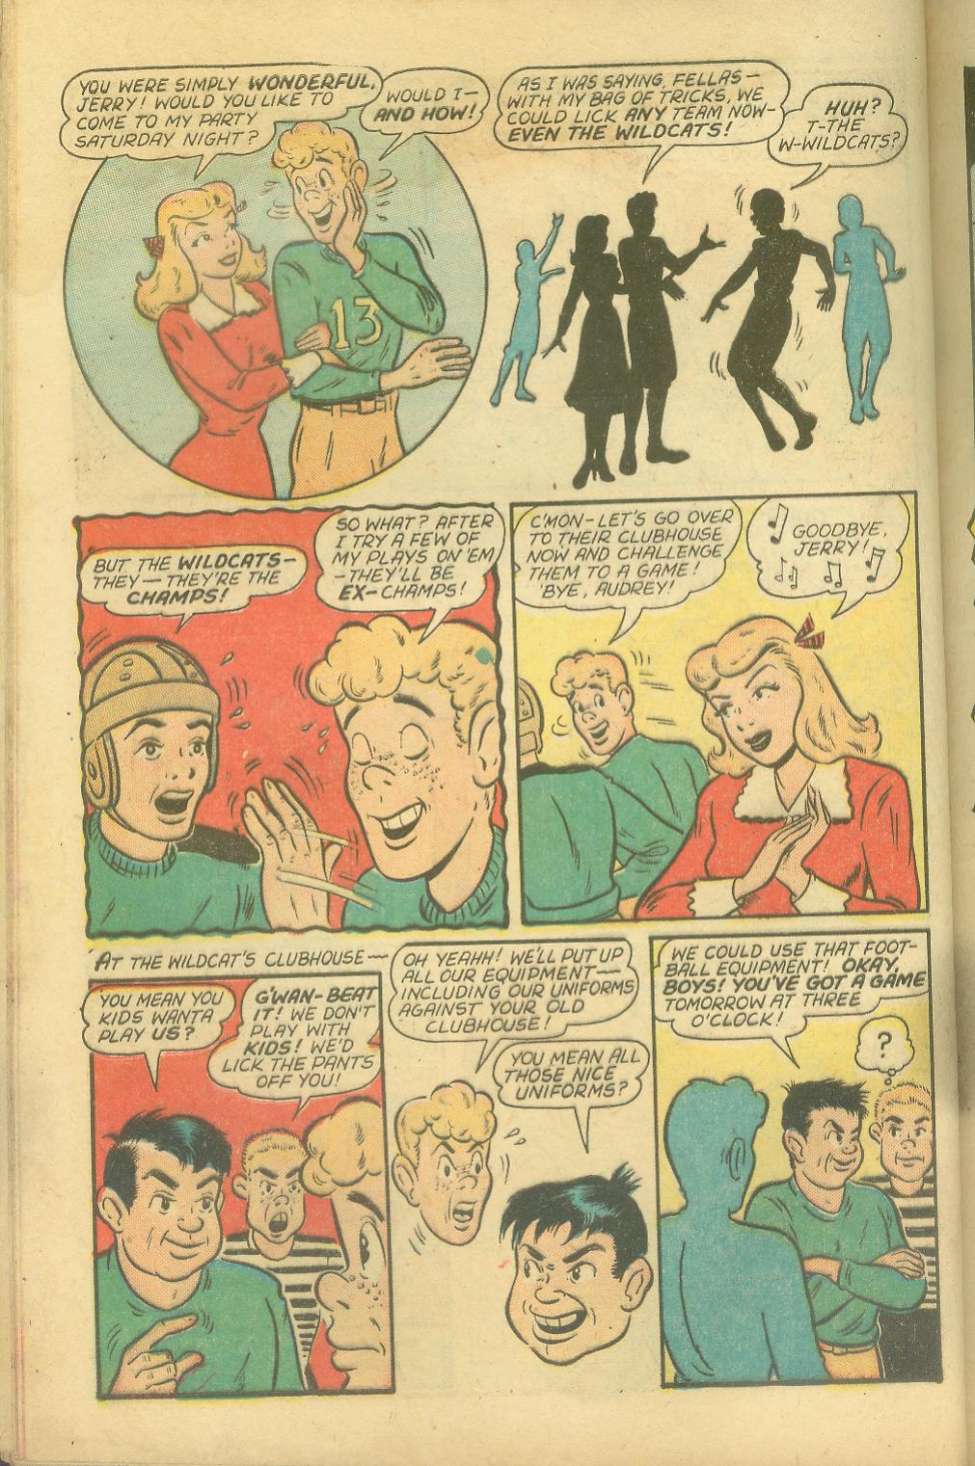 YOU WERE SIMPLY WONDERFUL,
JERRY! WOULD YOU LIKE TO
COME TO MY PARTY
SATURDAY NIGHT?
WOULD I—
AND HOW!
13
AS I WAS SAYING, FELLAS—
WITH MY BAG OF TRICKS, WE
COULD LICK ANY TEAM NOW—
EVEN THE WILDCATS!
HUH?
T-THE
W-WILDCATS?
BUT THE WILDCATS—
THEY—THEY'RE THE
CHAMPS!
SO WHAT? AFTER
I TRY A FEW OF
MY PLAYS ON 'EM
—THEY'LL BE
EX—CHAMPS!
C'MON—LET'S GO OVER
TO THEIR CLUBHOUSE
NOW AND CHALLENGE
THEM TO A GAME!
'BYE, AUDREY!
GOODBYE,
JERRY!
AT THE WILDCAT'S CLUBHOUSE—
YOU MEAN YOU
KIDS WANTA
PLAY US?
G'WAN-BEAT
IT! WE DON'T
PLAY WITH
KIDS! WE'D
LICK THE PANTS
OFF YOU!
OH YEAHH! WE'LL PUT UP
ALL OUR EQUIPMENT—
INCLUDING OUR UNIFORMS
AGAINST YOUR OLD
CLUBHOUSE!
YOU MEAN ALL
THOSE NICE
UNIFORMS?
WE COULD USE THAT FOOT-
BALL EQUIPMENT! OKAY,
BOYS! YOU'VE GOT A GAME
TOMORROW AT THREE
O'CLOCK!
?